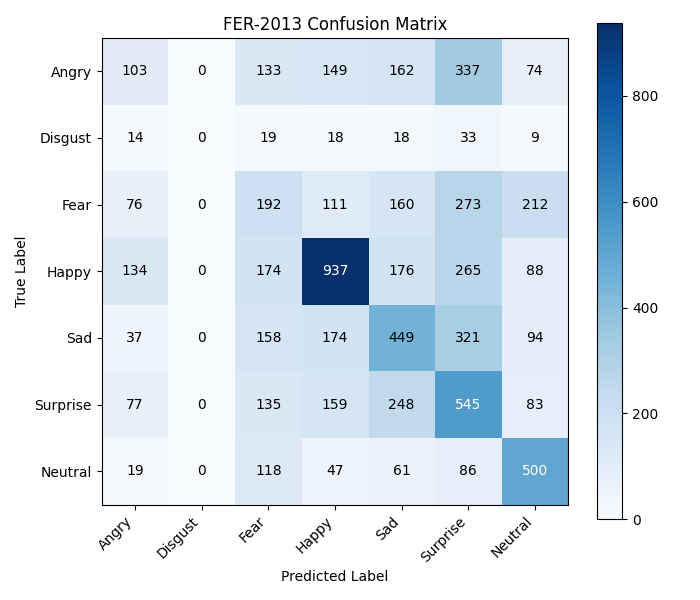 FER-2013 Confusion Matrix
True Label
Angry 103 0 133 149 162 337 74
Disgust 14 0 19 18 18 33 9
Fear 76 0 192 111 160 273 212
Happy 134 0 174 937 176 265 88
Sad 37 0 158 174 449 321 94
Surprise 77 0 135 159 248 545 83
Neutral 19 0 118 47 61 86 500
Angry Disgust Fear Happy Sad Surprise Neutral
Predicted Label
800
600
400
200
0